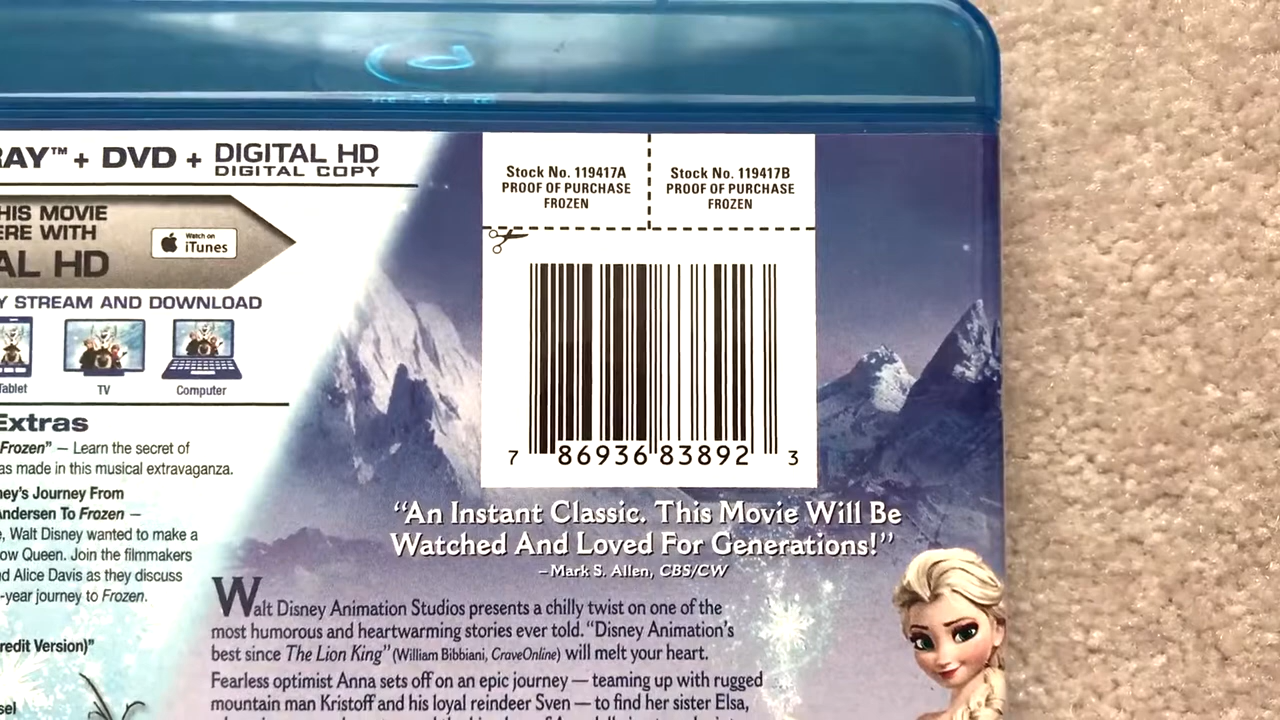 RAY™ + DVD + DIGITAL HD
DIGITAL COPY
THIS MOVIE
ERE WITH
AL HD
Watch on
iTunes
Y STREAM AND DOWNLOAD
Tablet
TV
Computer
Extras
Frozen” — Learn the secret of
as made in this musical extravaganza.
ney’s Journey From
Andersen To Frozen —
e, Walt Disney wanted to make a
ow Queen. Join the filmmakers
d Alice Davis as they discuss
-year journey to Frozen.
redit Version)”
sel
Stock No. 119417A
PROOF OF PURCHASE
FROZEN
Stock No. 119417B
PROOF OF PURCHASE
FROZEN
7 86936 83892 3
“An Instant Classic. This Movie Will Be
Watched And Loved For Generations!”
– Mark S. Allen, CBS/CW
Walt Disney Animation Studios presents a chilly twist on one of the
most humorous and heartwarming stories ever told. “Disney Animation’s
best since The Lion King” (William Bibbiani, CraveOnline) will melt your heart.
Fearless optimist Anna sets off on an epic journey — teaming up with rugged
mountain man Kristoff and his loyal reindeer Sven — to find her sister Elsa,